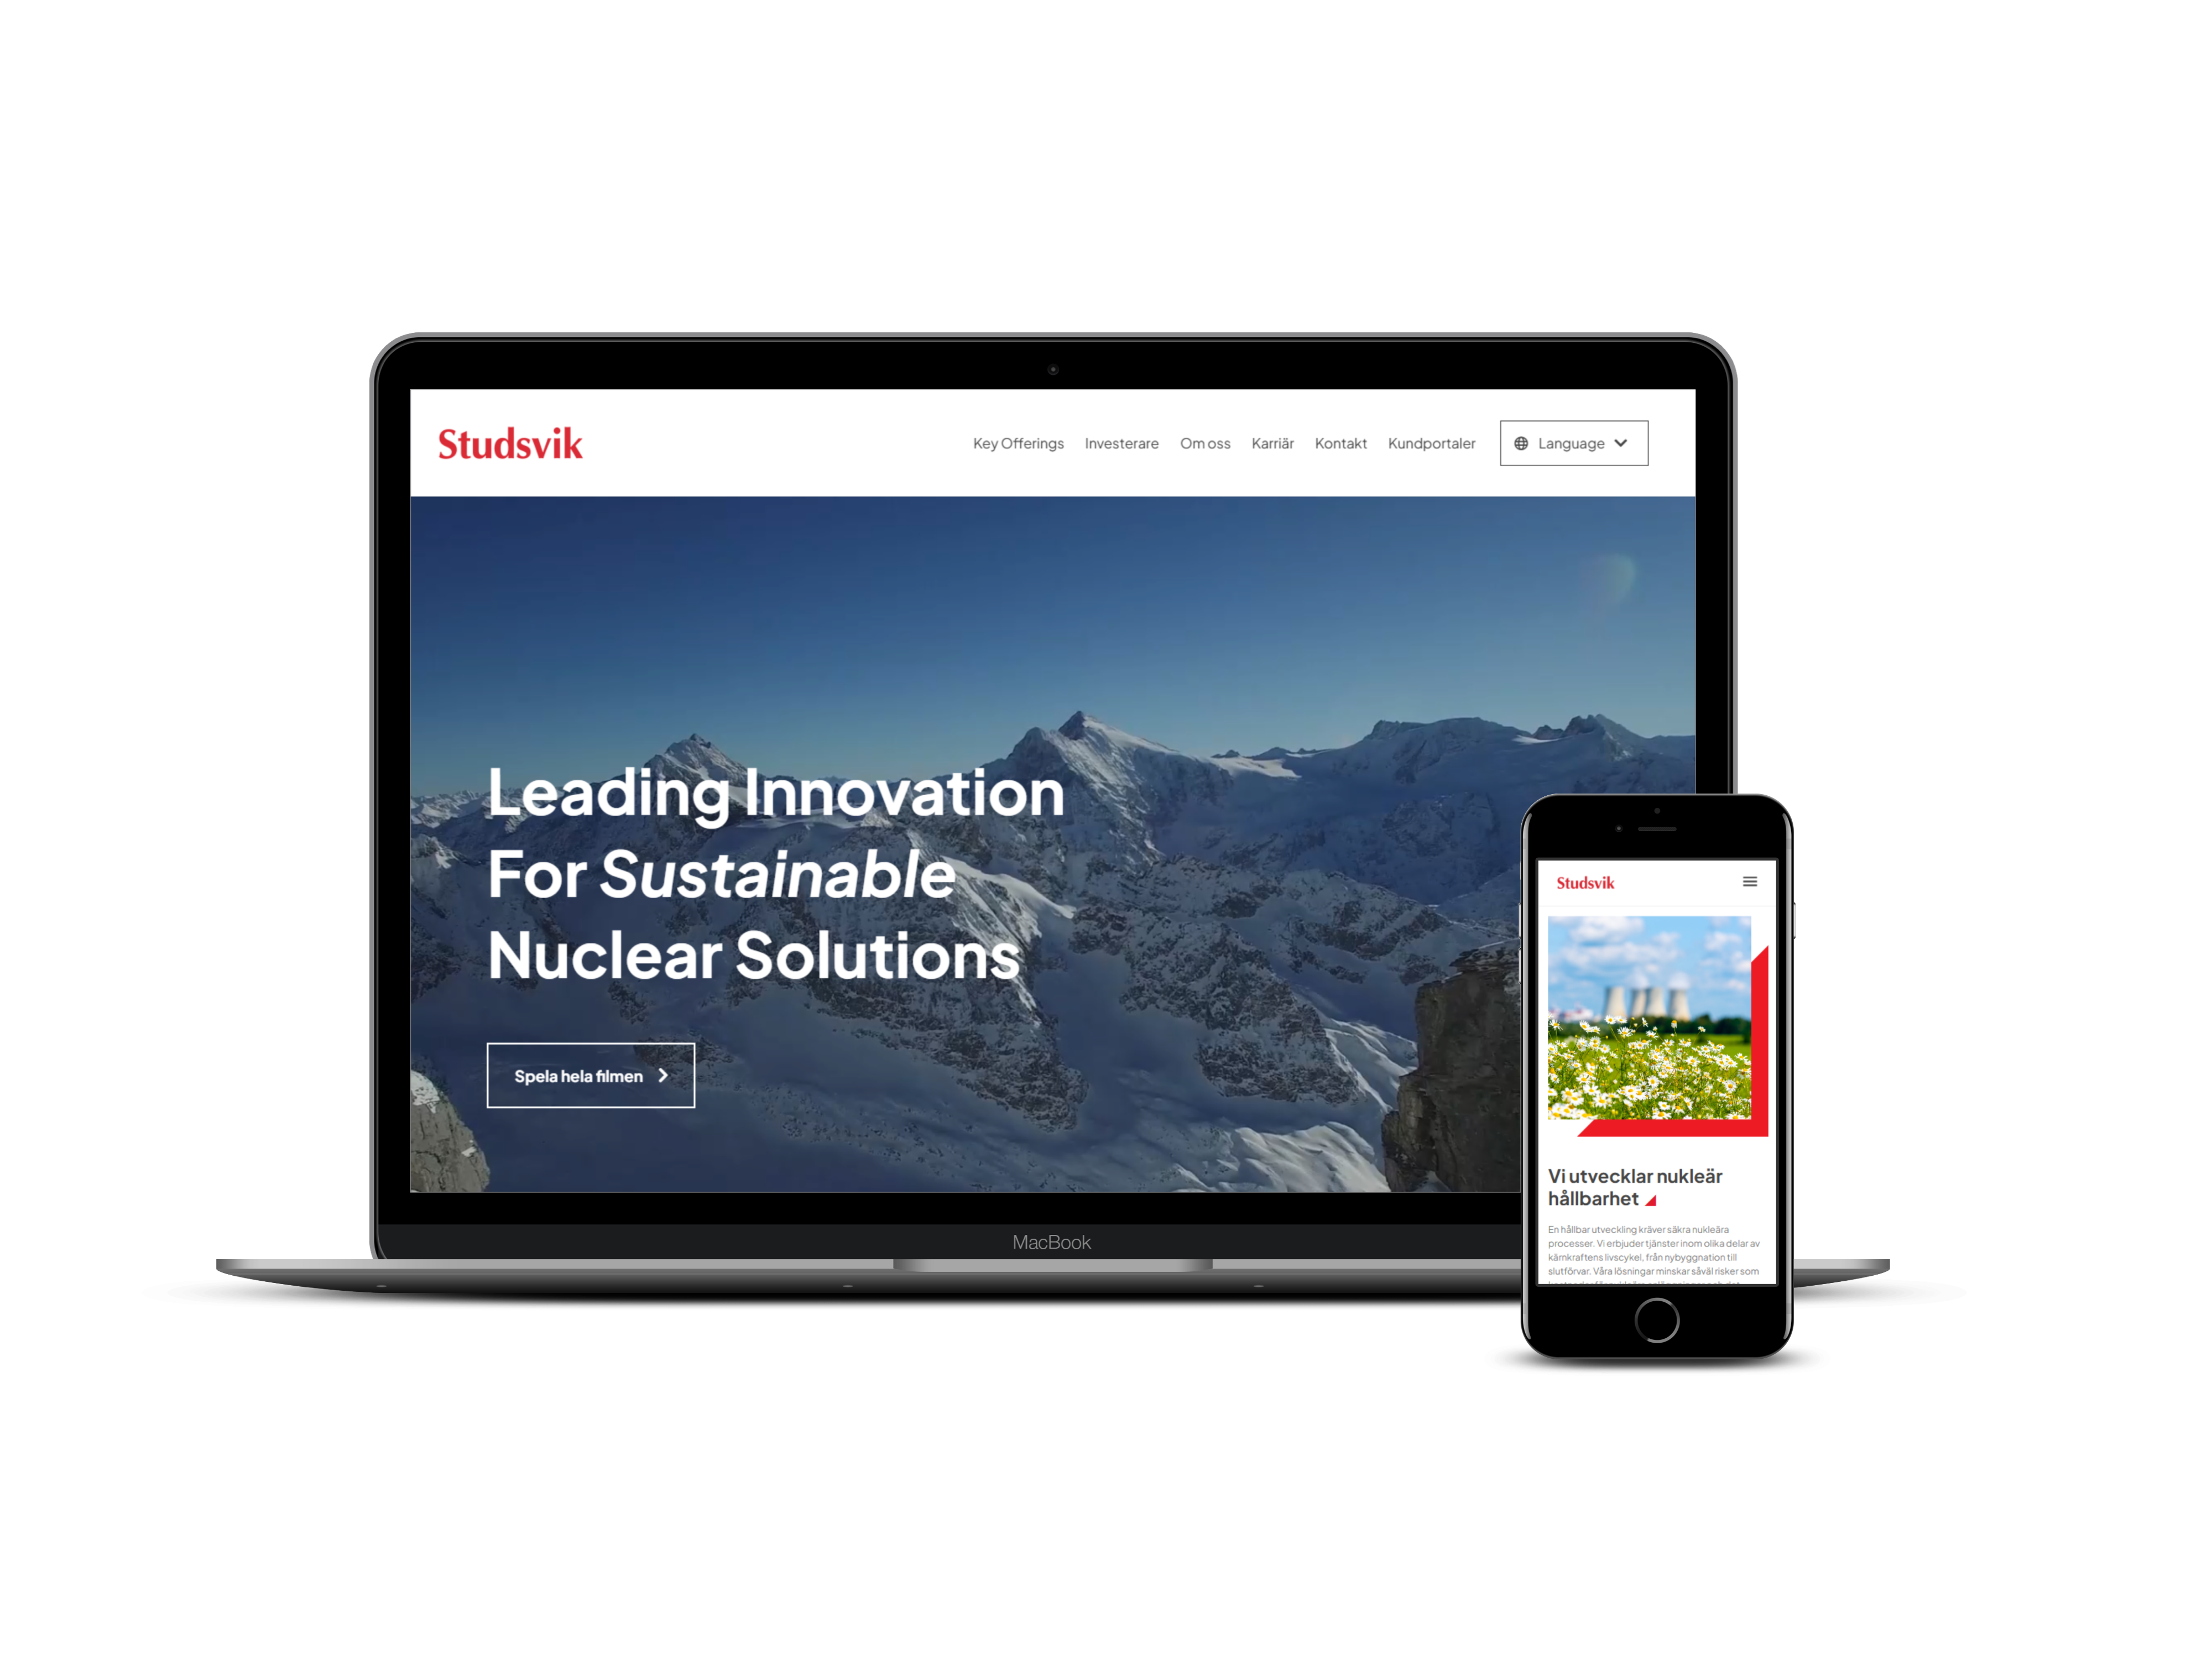 Studsvik
Key Offerings Investerare Om oss Karriär Kontakt Kundportaler Language
Leading Innovation
For Sustainable
Nuclear Solutions
Spela hela filmen
MacBook
Studsvik
Vi utvecklar nukleär
hållbarhet
En hållbar utveckling kräver säkra nukleära
processer. Vi erbjuder tjänster inom olika delar av
kärnkraftens livscykel, från nybyggnation till
slutförvar. Våra lösningar minskar såväl risker som